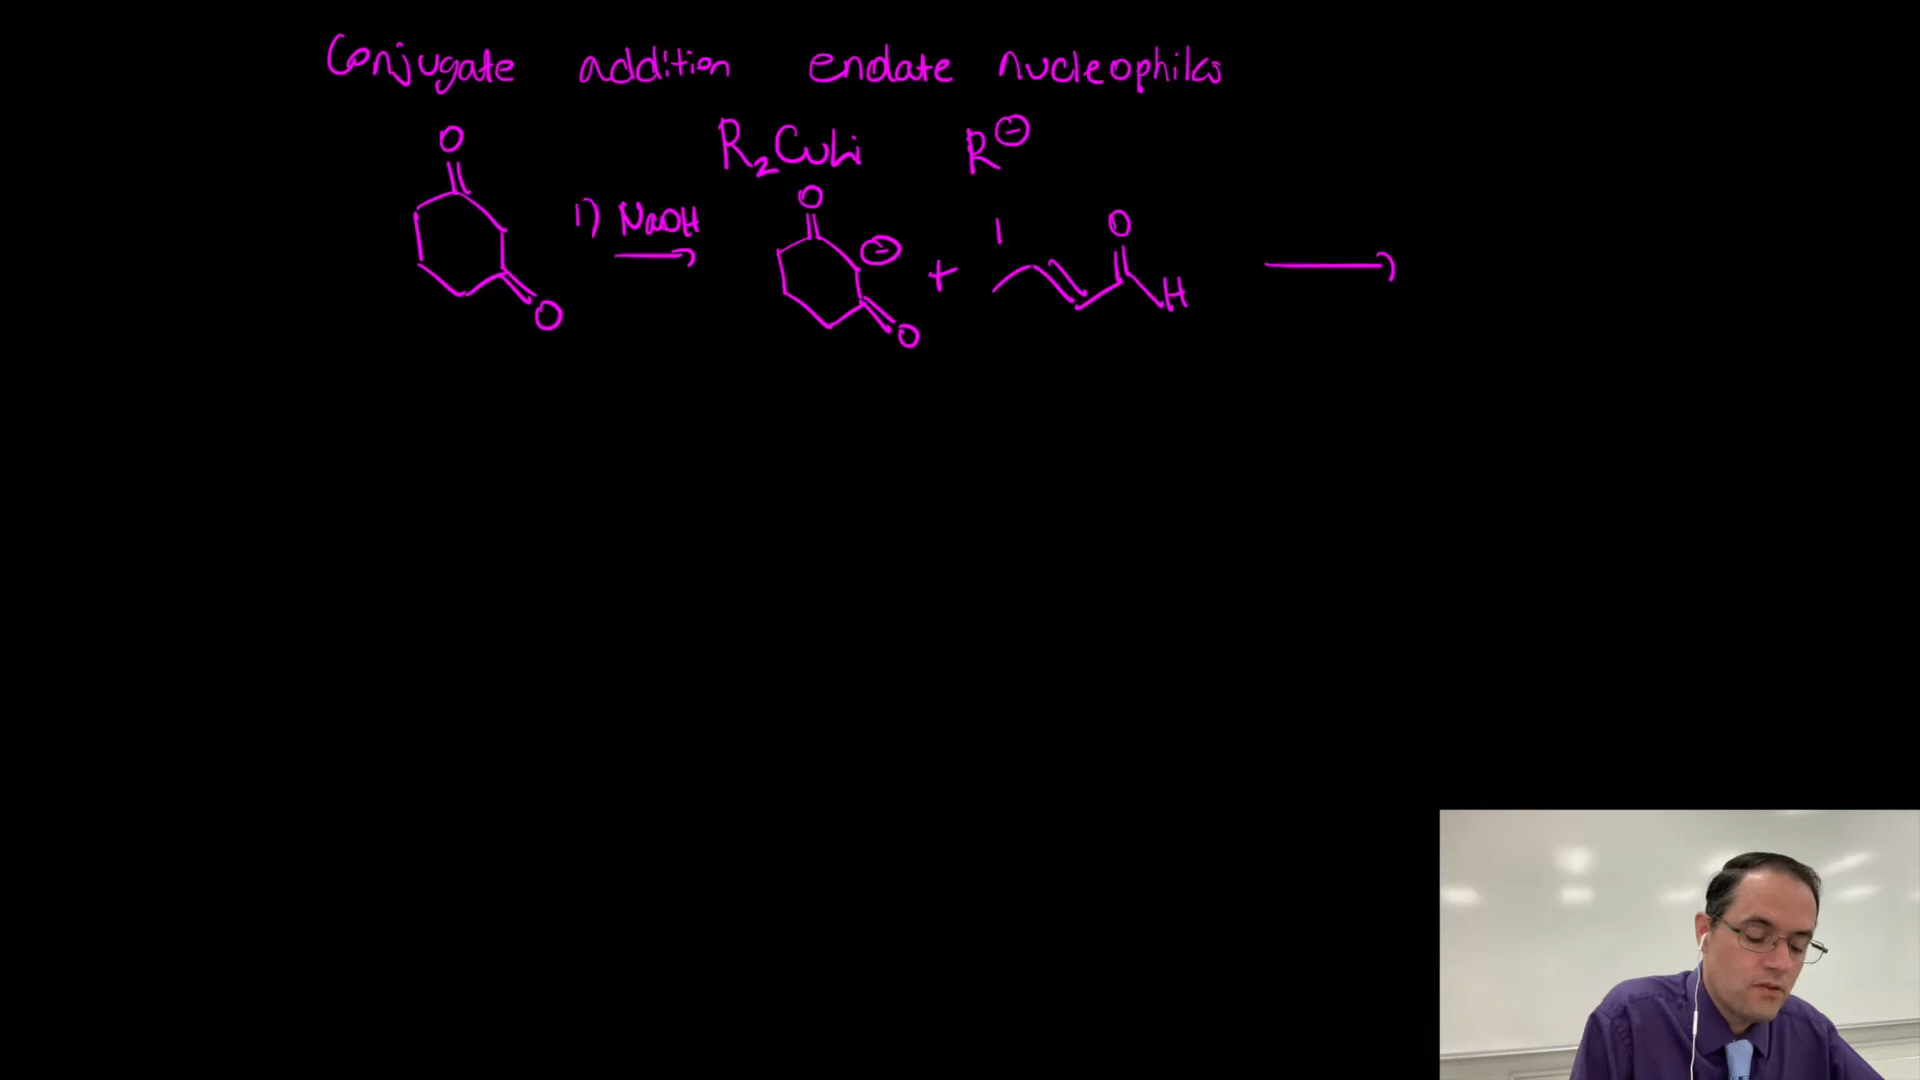 Conjugate addition enolate nucleophiles
R₂CuLi R⊖
O
1) NaOH
O
⊖
+
O
H
O
O